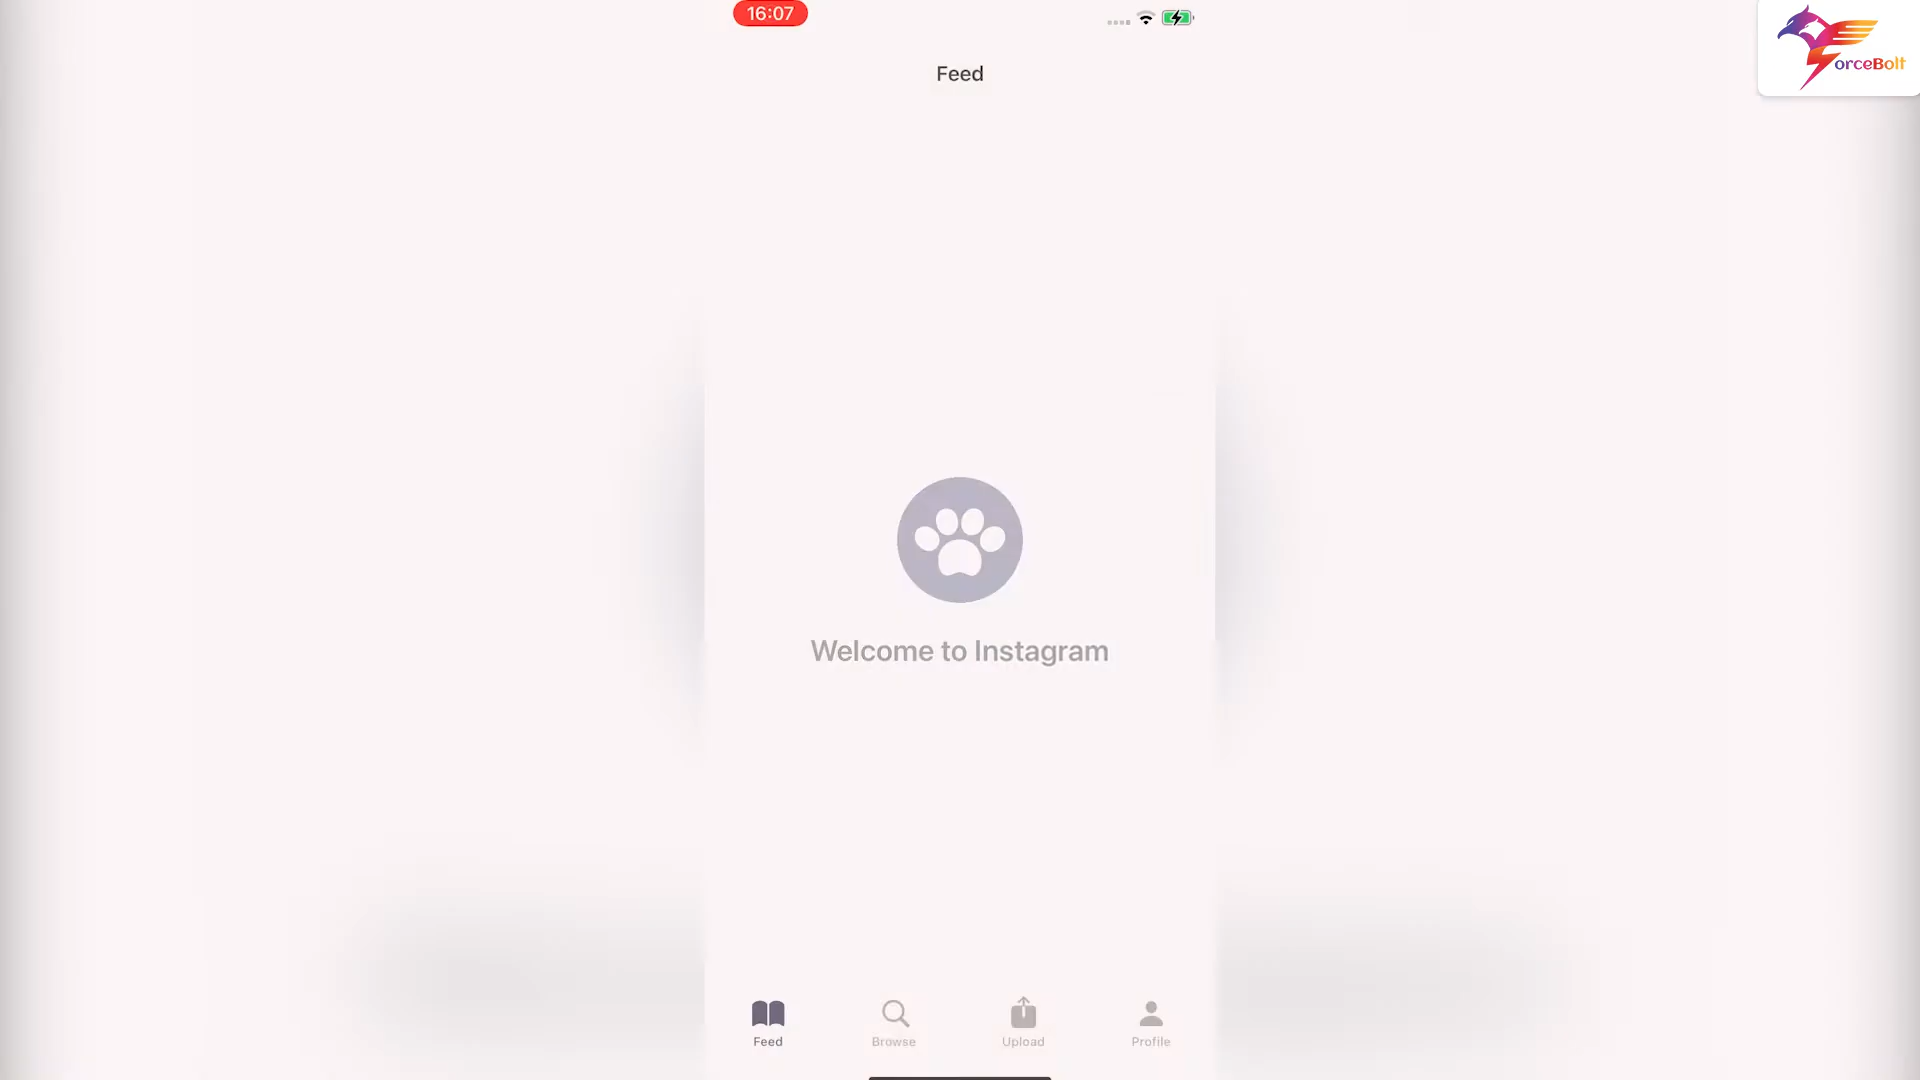 16:07
orceBolt
Feed
Welcome to Instagram
Feed
Browse
Upload
Profile